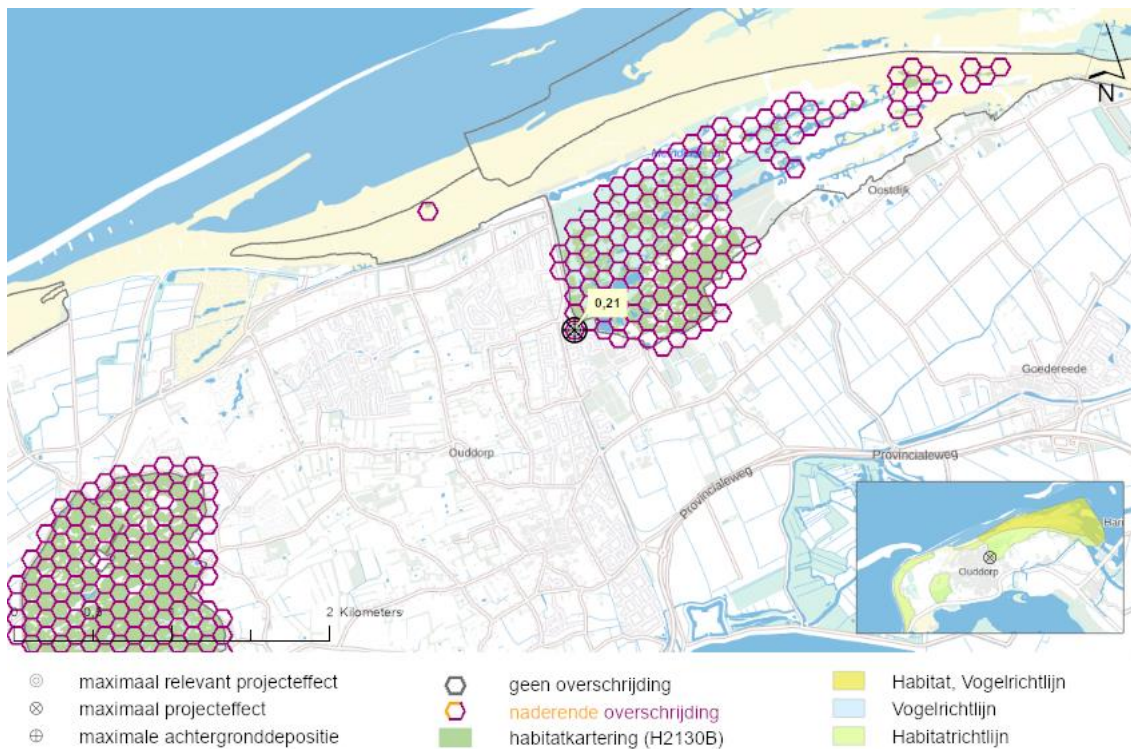 N
Oostdijk
0,21
Goedereede
Ouddorp
Provincialeweg
Provincialeweg
Ouddorp
2 Kilometers
maximaal relevant projecteffect
maximaal projecteffect
maximale achtergronddepositie
geen overschrijding
naderende overschrijding
habitatkartering (H2130B)
Habitat, Vogelrichtlijn
Vogelrichtlijn
Habitatrichtlijn